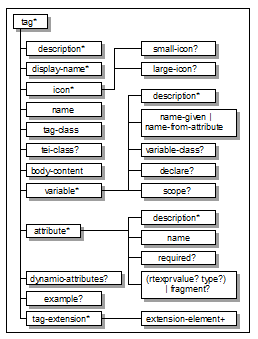 tag*
description*
display-name*
icon*
small-icon?
large-icon?
name
tag-class
tei-class?
body-content
variable*
description*
name-given |
name-from-attribute
variable-class?
declare?
scope?
attribute*
description*
name
required?
(rtexprvalue? type?)
| fragment?
dynamic-attributes?
example?
tag-extension*
extension-element+